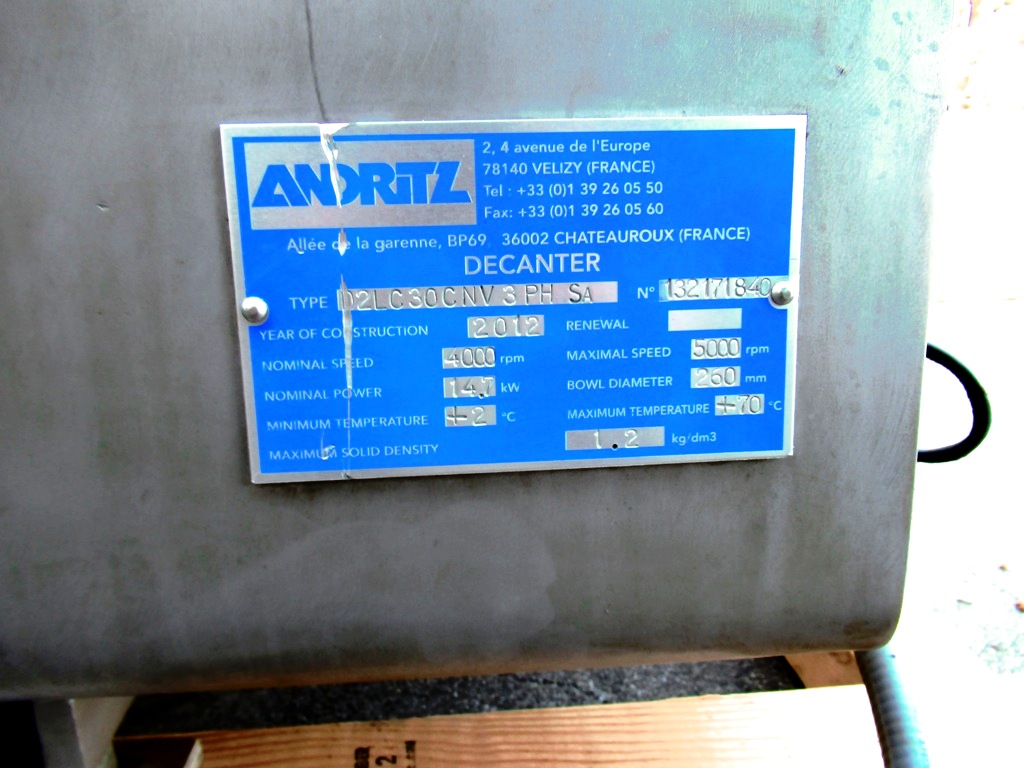 ANDRITZ
2, 4 avenue de l'Europe
78140 VELIZY (FRANCE)
Tel : +33 (0)1 39 26 05 50
Fax: +33 (0)1 39 26 05 60
Allée de la garenne, BP69 36002 CHATEAUROUX (FRANCE)
DECANTER
TYPE D2LC30CNV 3 PH SA N° 132171840
YEAR OF CONSTRUCTION 2012 RENEWAL
NOMINAL SPEED 4000 rpm MAXIMAL SPEED 5000 rpm
NOMINAL POWER 14.7 kW BOWL DIAMETER 260 mm
MINIMUM TEMPERATURE +2 °C MAXIMUM TEMPERATURE +70 °C
MAXIMUM SOLID DENSITY 1.2 kg/dm3